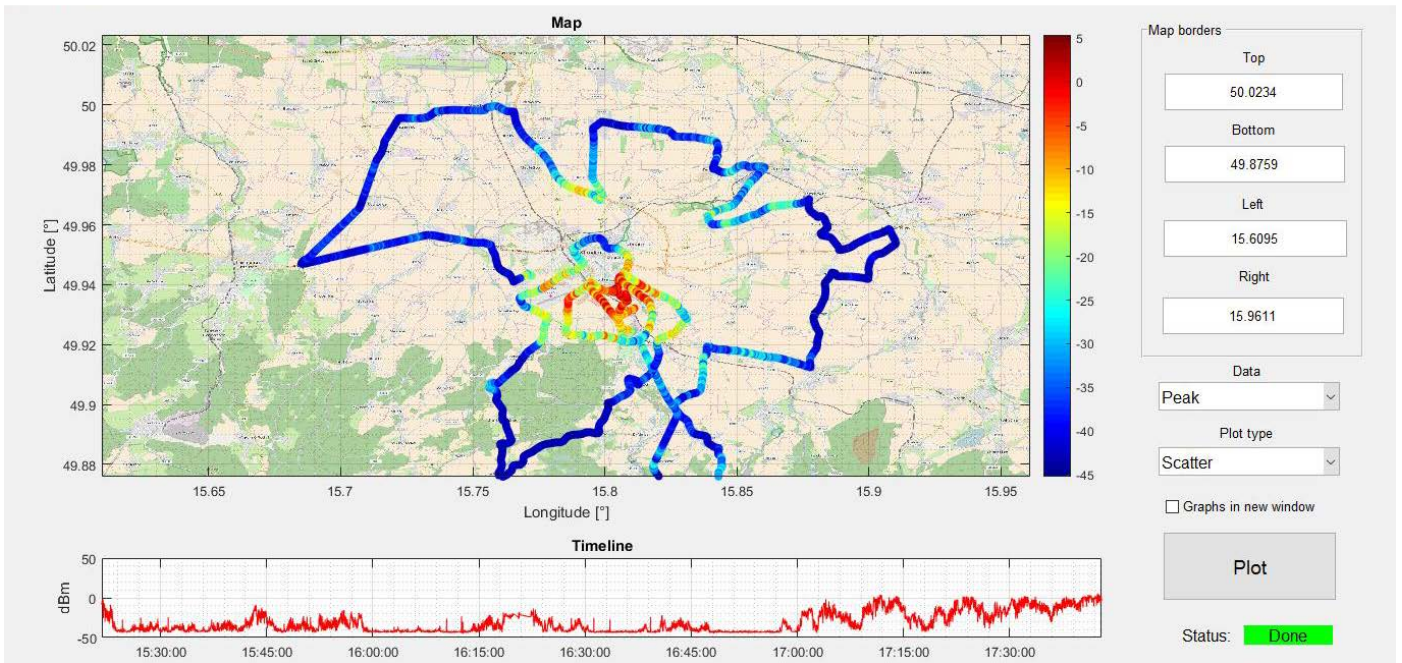 Map
50.02
50
49.98
49.96
49.94
49.92
49.9
49.88
Latitude [°]
15.65
15.7
15.75
15.8
15.85
15.9
15.95
Longitude [°]
5
0
-5
-10
-15
-20
-25
-30
-35
-40
-45
Map borders
Top
50.0234
Bottom
49.8759
Left
15.6095
Right
15.9611
Data
Peak
Plot type
Scatter
Graphs in new window
Plot
Status: Done
Timeline
50
0
-50
dBm
15:30:00
15:45:00
16:00:00
16:15:00
16:30:00
16:45:00
17:00:00
17:15:00
17:30:00